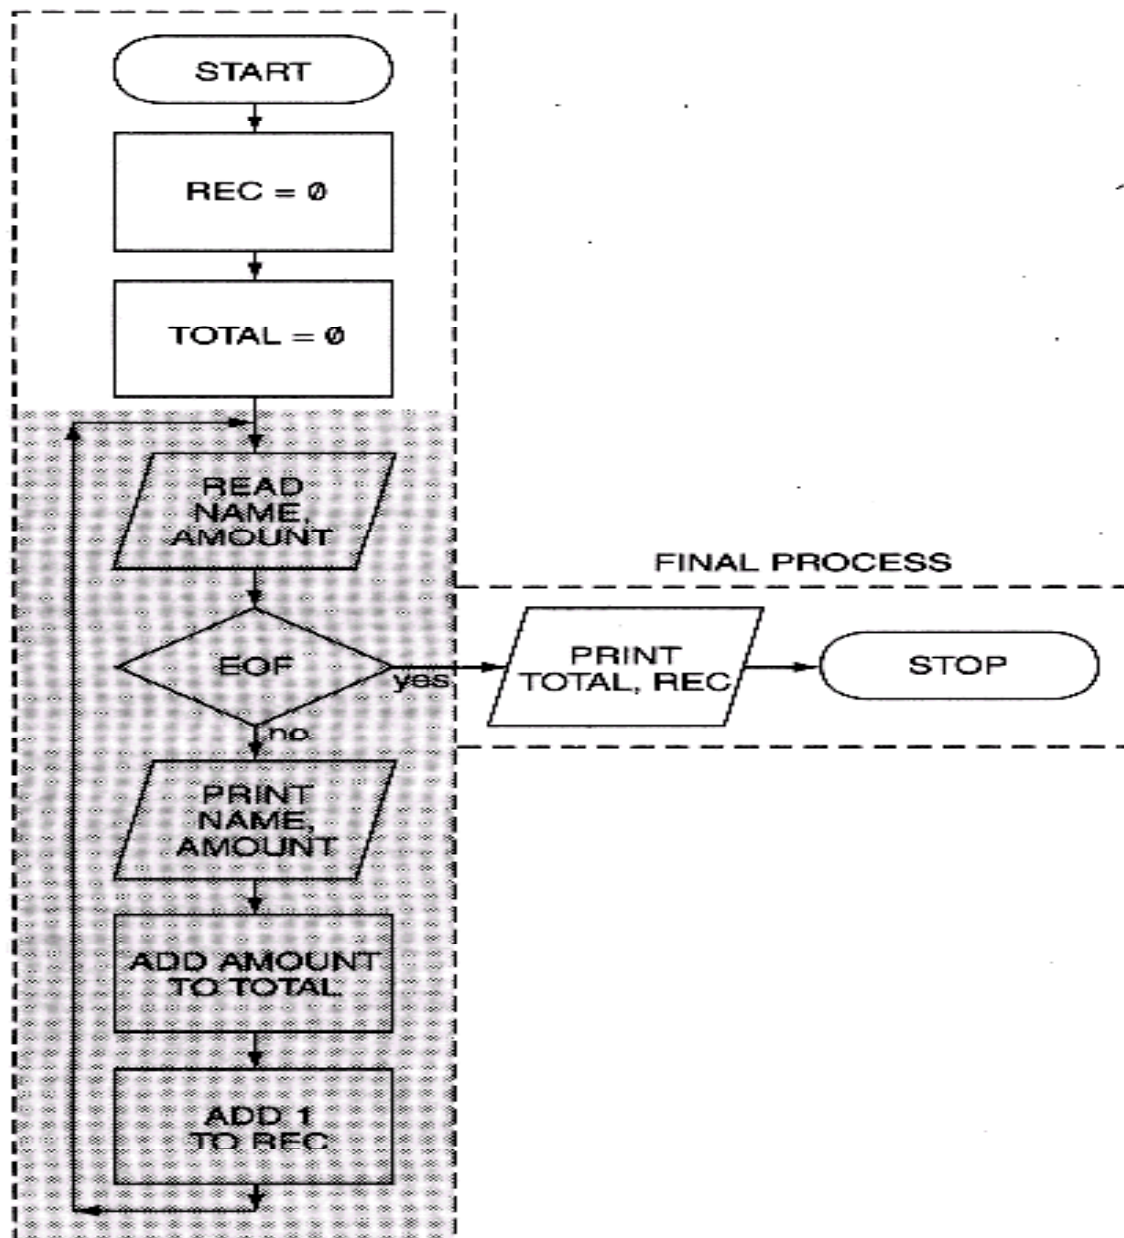 START
REC = Ø
TOTAL = Ø
READ
NAME,
AMOUNT
EOF
yes
no
PRINT
NAME,
AMOUNT
ADD AMOUNT
TO TOTAL
ADD 1
TO REC
FINAL PROCESS
PRINT
TOTAL, REC
STOP